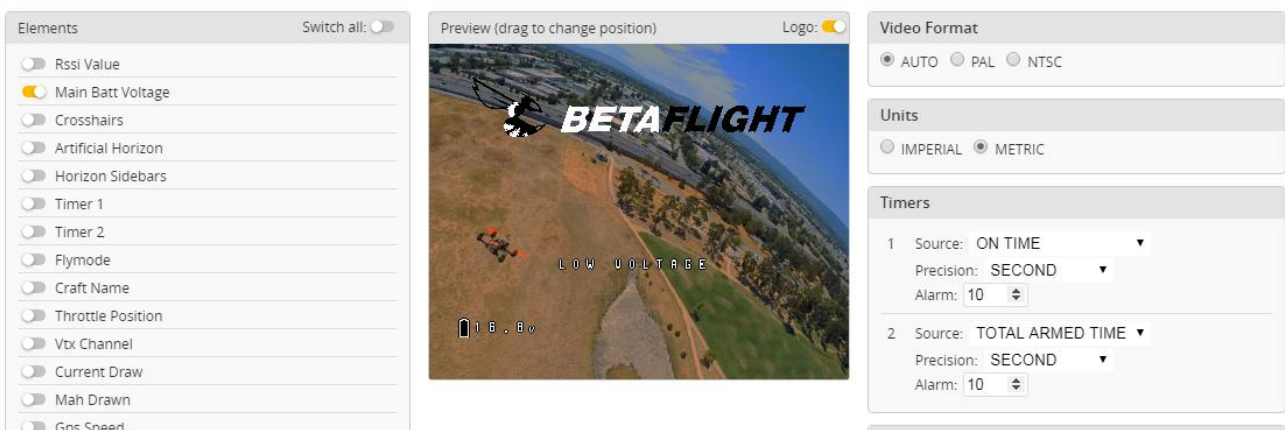 Elements
Switch all:
Rssi Value
Main Batt Voltage
Crosshairs
Artificial Horizon
Horizon Sidebars
Timer 1
Timer 2
Flymode
Craft Name
Throttle Position
Vtx Channel
Current Draw
Mah Drawn
Gps Speed
Preview (drag to change position)
Logo:
BETAFLIGHT
LOW VOLTAGE
16.8v
Video Format
AUTO PAL NTSC
Units
IMPERIAL METRIC
Timers
1 Source: ON TIME
Precision: SECOND
Alarm: 10
2 Source: TOTAL ARMED TIME
Precision: SECOND
Alarm: 10